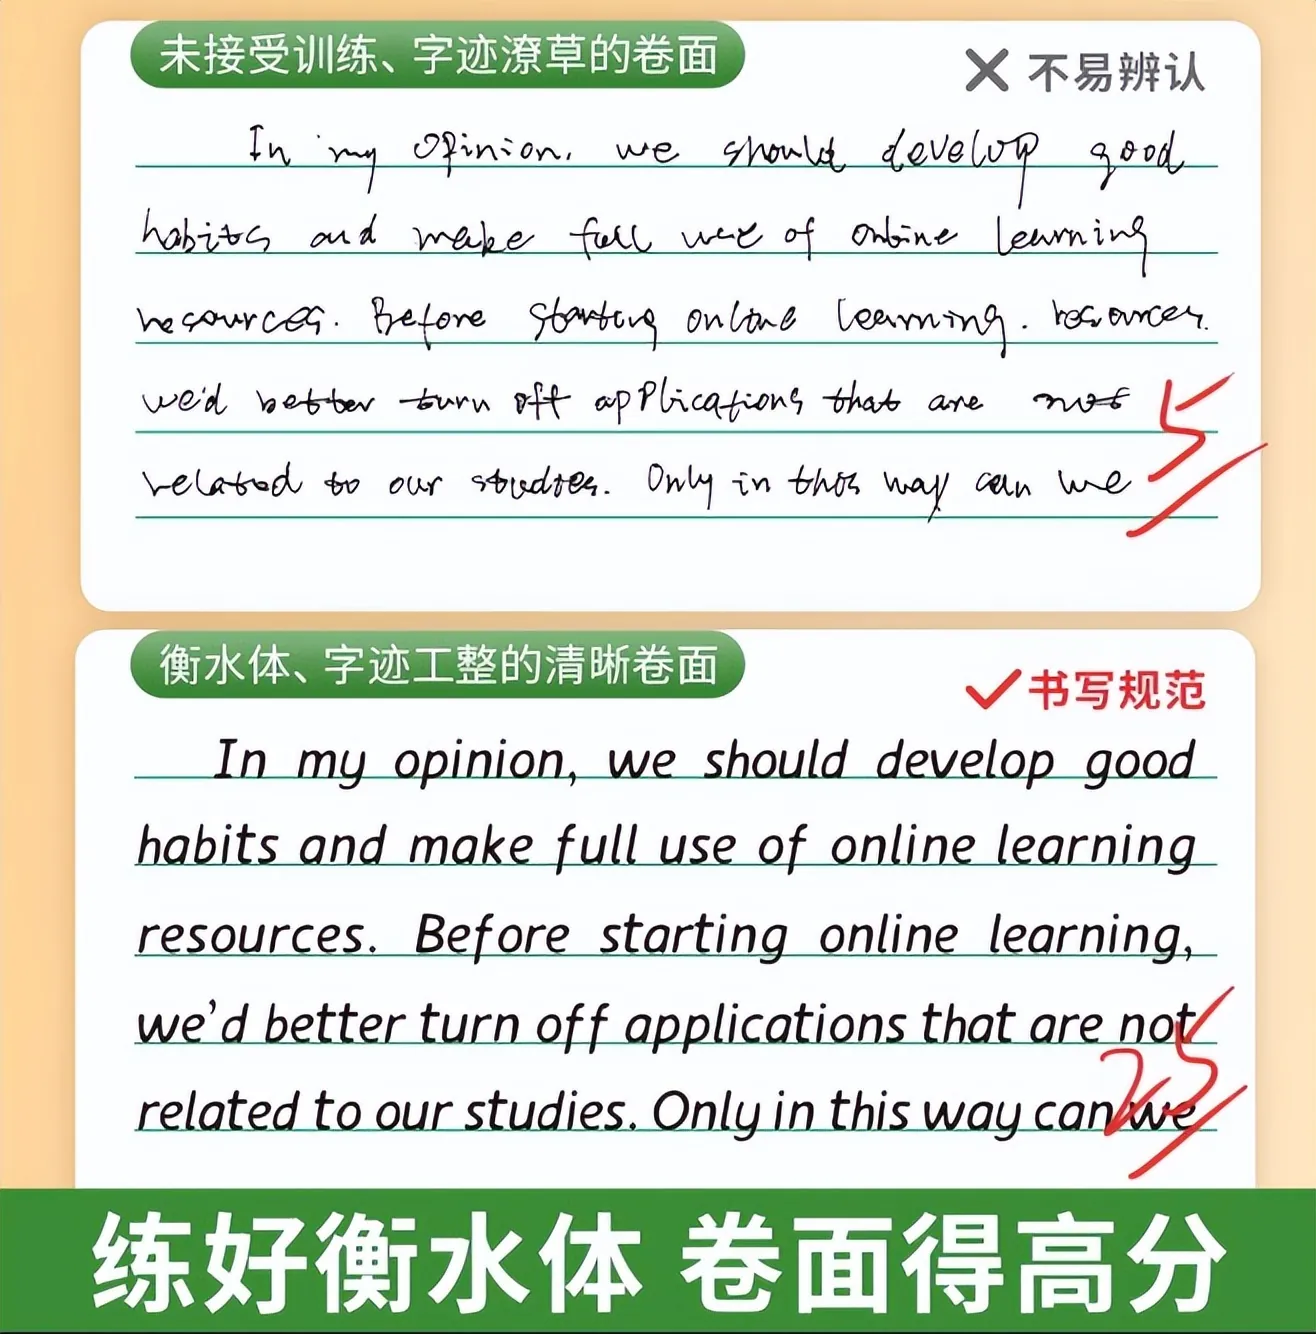 未接受训练、字迹潦草的卷面
不易辨认
In my opinion, we should develop good
habits and make full use of online learning
resources. Before starting online learning. resources.
we'd better turn off applications that are not
related to our studies. Only in this way can we
5
衡水体、字迹工整的清晰卷面
书写规范
In my opinion, we should develop good
habits and make full use of online learning
resources. Before starting online learning,
we'd better turn off applications that are not
related to our studies. Only in this way can we
25
练好衡水体 卷面得高分